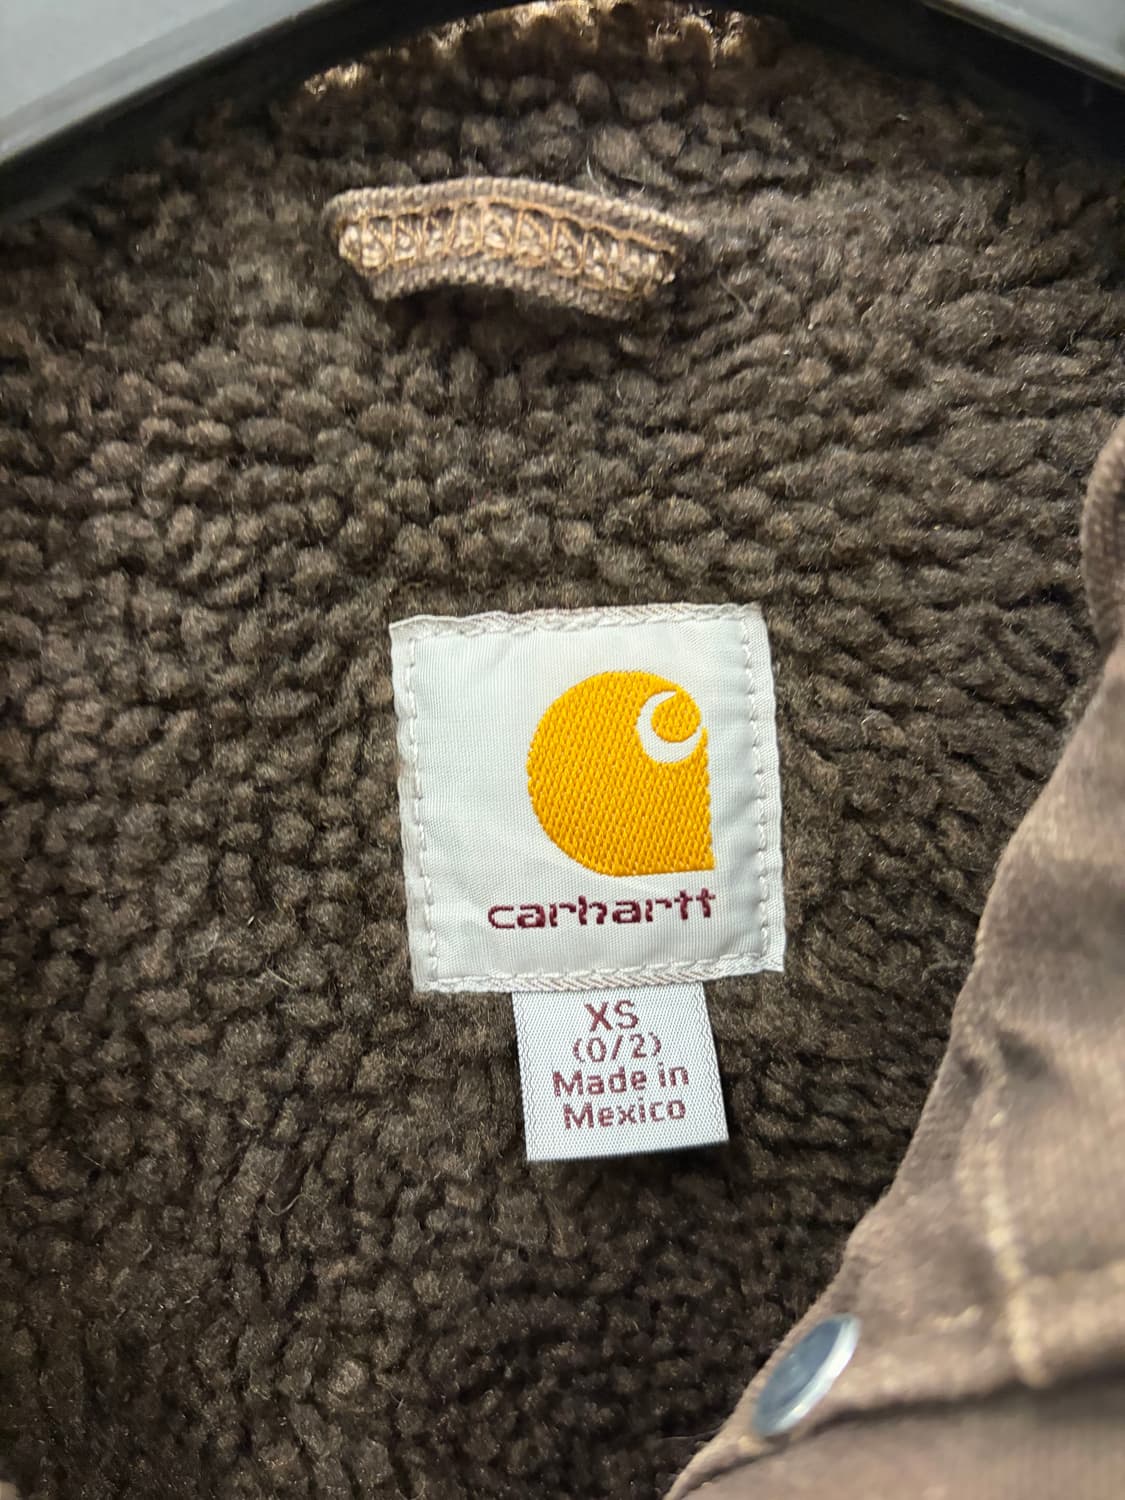 carhartt
XS
(0/2)
Made in
Mexico